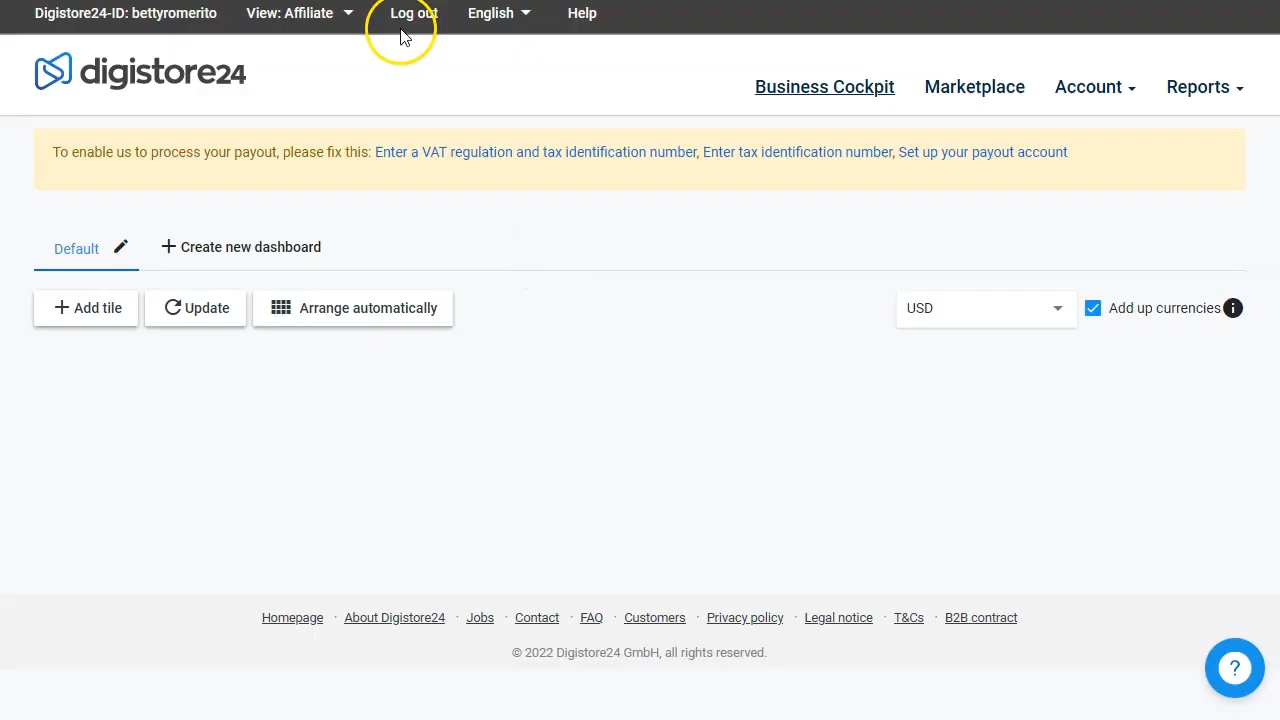 Digistore24-ID: bettyromerito View: Affiliate Log out English Help
digistore24
Business Cockpit Marketplace Account Reports
To enable us to process your payout, please fix this: Enter a VAT regulation and tax identification number, Enter tax identification number, Set up your payout account
Default Create new dashboard
Add tile Update Arrange automatically USD Add up currencies i
Homepage · About Digistore24 · Jobs · Contact · FAQ · Customers · Privacy policy · Legal notice · T&Cs · B2B contract
© 2022 Digistore24 GmbH, all rights reserved.
?